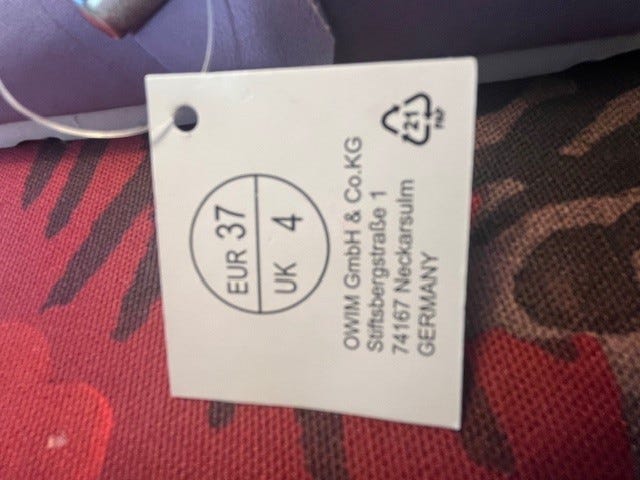 EUR 37
UK 4
OWIM GmbH & Co.KG
Stiftsbergstraße 1
74167 Neckarsulm
GERMANY
21
PAP